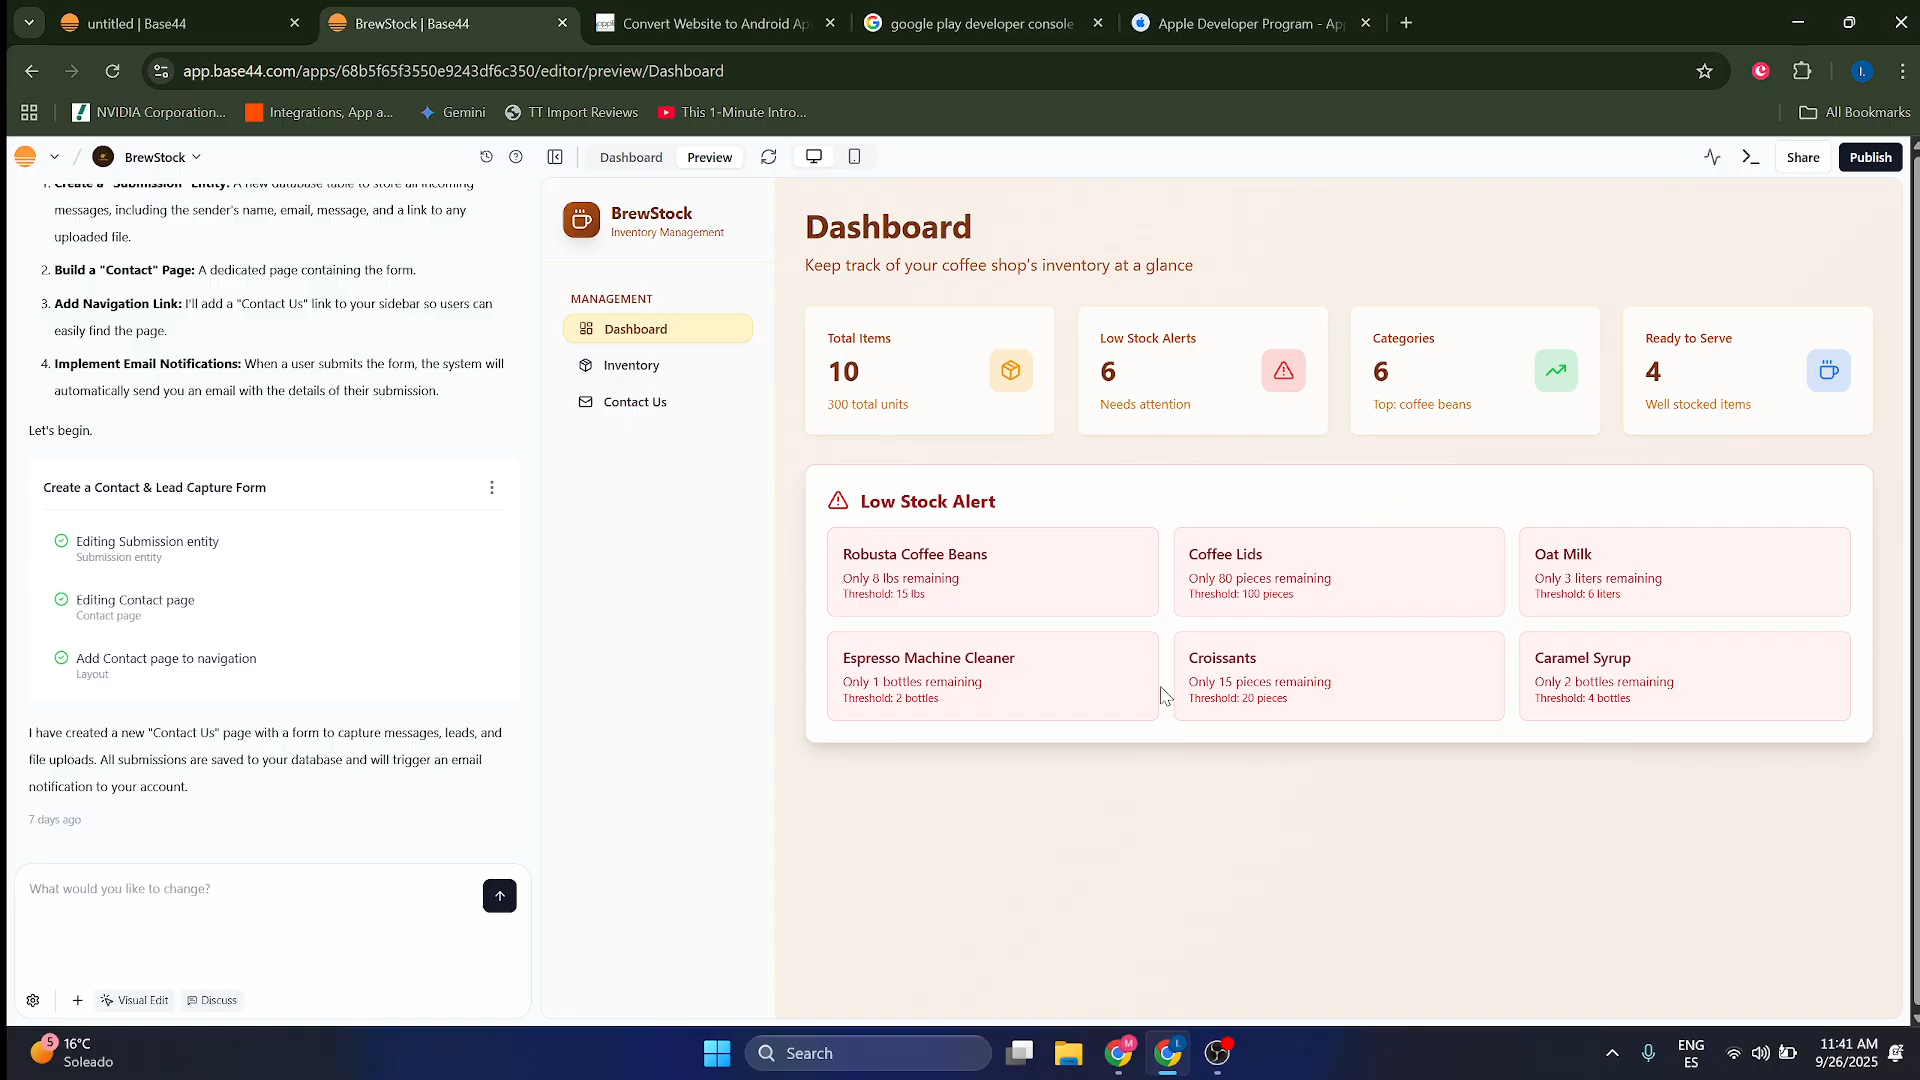 untitled | Base44
BrewStock | Base44
Convert Website to Android Ap
google play developer console
Apple Developer Program - Ap
app.base44.com/apps/68b5f65f3550e9243df6c350/editor/preview/Dashboard
NVIDIA Corporation...
Integrations, App a...
Gemini
TT Import Reviews
This 1-Minute Intro...
All Bookmarks
BrewStock
Dashboard
Preview
Share
Publish
1. Create a "Submission" Entity: A new database table to store all incoming
messages, including the sender's name, email, message, and a link to any
uploaded file.
2. Build a "Contact" Page: A dedicated page containing the form.
3. Add Navigation Link: I'll add a "Contact Us" link to your sidebar so users can
easily find the page.
4. Implement Email Notifications: When a user submits the form, the system will
automatically send you an email with the details of their submission.
Let's begin.
Create a Contact & Lead Capture Form
Editing Submission entity
Submission entity
Editing Contact page
Contact page
Add Contact page to navigation
Layout
I have created a new "Contact Us" page with a form to capture messages, leads, and
file uploads. All submissions are saved to your database and will trigger an email
notification to your account.
7 days ago
What would you like to change?
Visual Edit
Discuss
BrewStock
Inventory Management
MANAGEMENT
Dashboard
Inventory
Contact Us
Dashboard
Keep track of your coffee shop's inventory at a glance
Total Items
10
300 total units
Low Stock Alerts
6
Needs attention
Categories
6
Top: coffee beans
Ready to Serve
4
Well stocked items
Low Stock Alert
Robusta Coffee Beans
Only 8 lbs remaining
Threshold: 15 lbs
Coffee Lids
Only 80 pieces remaining
Threshold: 100 pieces
Oat Milk
Only 3 liters remaining
Threshold: 6 liters
Espresso Machine Cleaner
Only 1 bottles remaining
Threshold: 2 bottles
Croissants
Only 15 pieces remaining
Threshold: 20 pieces
Caramel Syrup
Only 2 bottles remaining
Threshold: 4 bottles
5
16°C
Soleado
Search
M
I.
ENG
ES
11:41 AM
9/26/2025